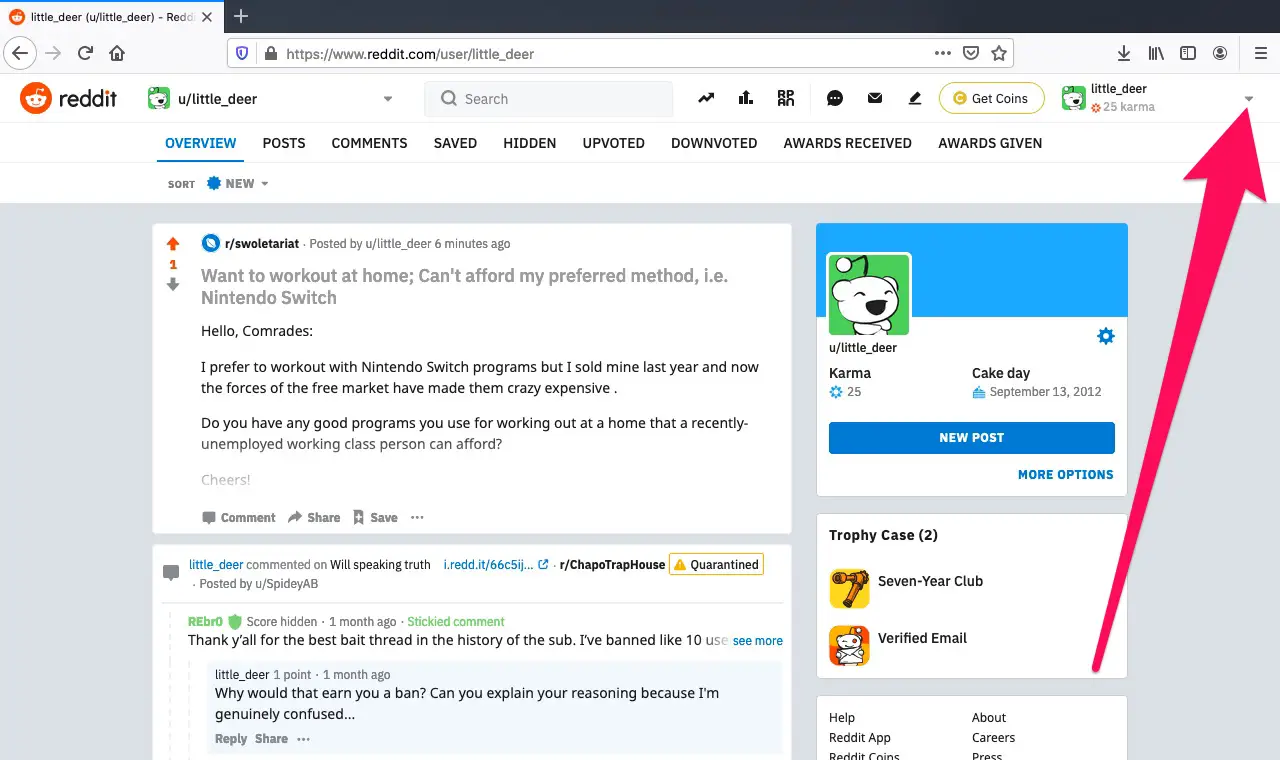 little_deer (u/little_deer) - Redd
https://www.reddit.com/user/little_deer
reddit
u/little_deer
Search
Get Coins
little_deer
25 karma
OVERVIEW POSTS COMMENTS SAVED HIDDEN UPVOTED DOWNVOTED AWARDS RECEIVED AWARDS GIVEN
SORT NEW
r/swoletariat · Posted by u/little_deer 6 minutes ago
1
Want to workout at home; Can't afford my preferred method, i.e.
Nintendo Switch
Hello, Comrades:
I prefer to workout with Nintendo Switch programs but I sold mine last year and now
the forces of the free market have made them crazy expensive .
Do you have any good programs you use for working out at a home that a recently-
unemployed working class person can afford?
Cheers!
Comment Share Save
little_deer commented on Will speaking truth i.redd.it/66c5ij... · r/ChapoTrapHouse Quarantined
· Posted by u/SpideyAB
REbr0 Score hidden · 1 month ago · Stickied comment
Thank y'all for the best bait thread in the history of the sub. I've banned like 10 use see more
little_deer 1 point · 1 month ago
Why would that earn you a ban? Can you explain your reasoning because I'm
genuinely confused...
Reply Share
u/little_deer
Karma Cake day
25 September 13, 2012
NEW POST
MORE OPTIONS
Trophy Case (2)
Seven-Year Club
Verified Email
Help About
Reddit App Careers
Reddit Coins Press